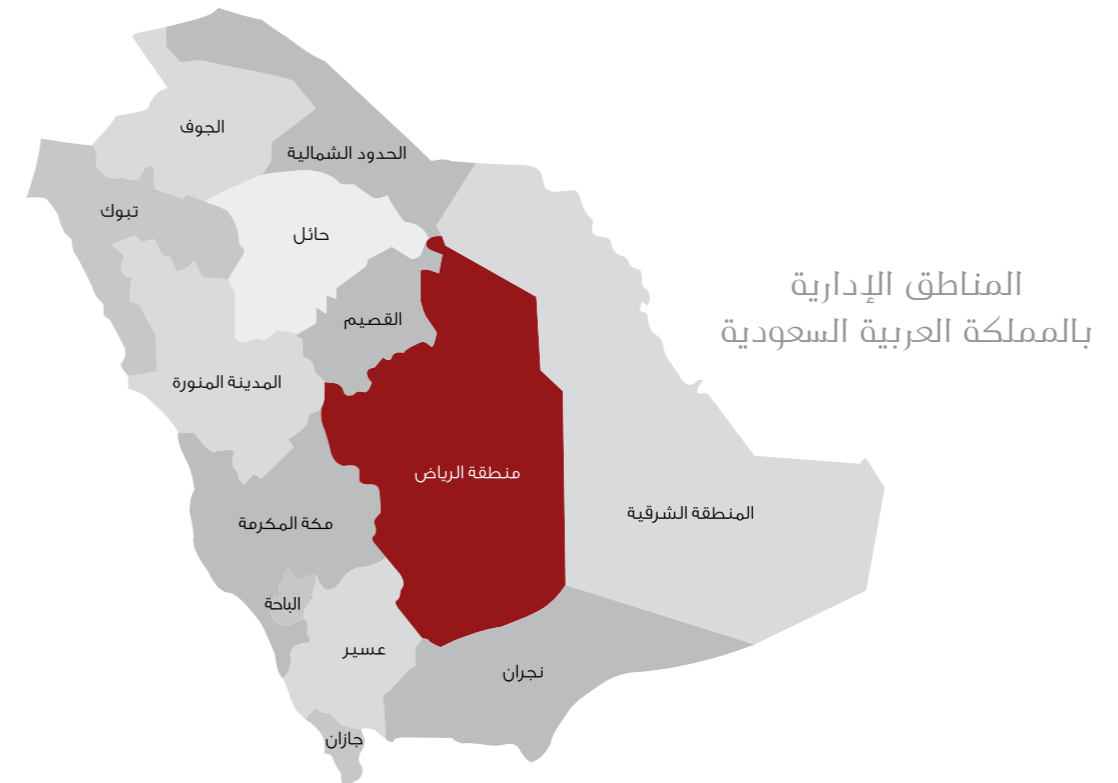 الجوف
الحدود الشمالية
تبوك
حائل
المناطق الإدارية
بالمملكة العربية السعودية
القصيم
المدينة المنورة
منطقة الرياض
المنطقة الشرقية
مكة المكرمة
الباحة
عسير
نجران
جازان